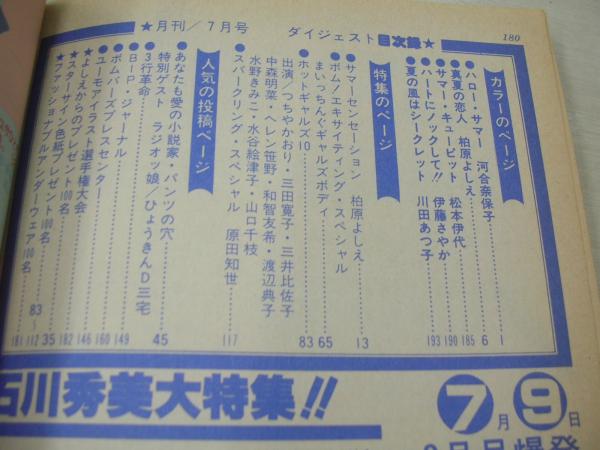 ★月刊／7月号 ダイジェスト目次録★ 180
カラーのページ
●ハロー・サマー 河合奈保子 1
●真夏の恋人 柏原よしえ 6
●サマー・キューピット 松本伊代 185
●ハートにノックして!! 伊藤さやか 190
●夏の風はシークレット 川田あつ子 193
特集のページ
●サマーセンセーション 柏原よしえ 13
●ボム！エキサイティング・スペシャル
まいっちんぐギャルズボディ 65
●ホットギャルズ10 83
出演／つちやかおり・三田寛子・三井比佐子
中森明菜・ヘレン笹野・和智友希・渡辺典子
水野きみこ・水谷絵津子・山口千枝
●スパークリング・スペシャル 原田知世 117
人気の投稿ページ
●あなたも愛の小説家・パンツの穴
特別ゲスト ラジオッ娘／ひょうきんD三宅 45
●3行革命
●BIP・ジャーナル 149
●ボムバーズプレスセンター 160
●ユーモアイラスト選手権大会 146
★よしえからのプレゼント100名 182
★スターサイン色紙プレゼント100名 35
★ファッショナブルアンダーウェア100名 83〜112 181
石川秀美大特集!!
7月9日